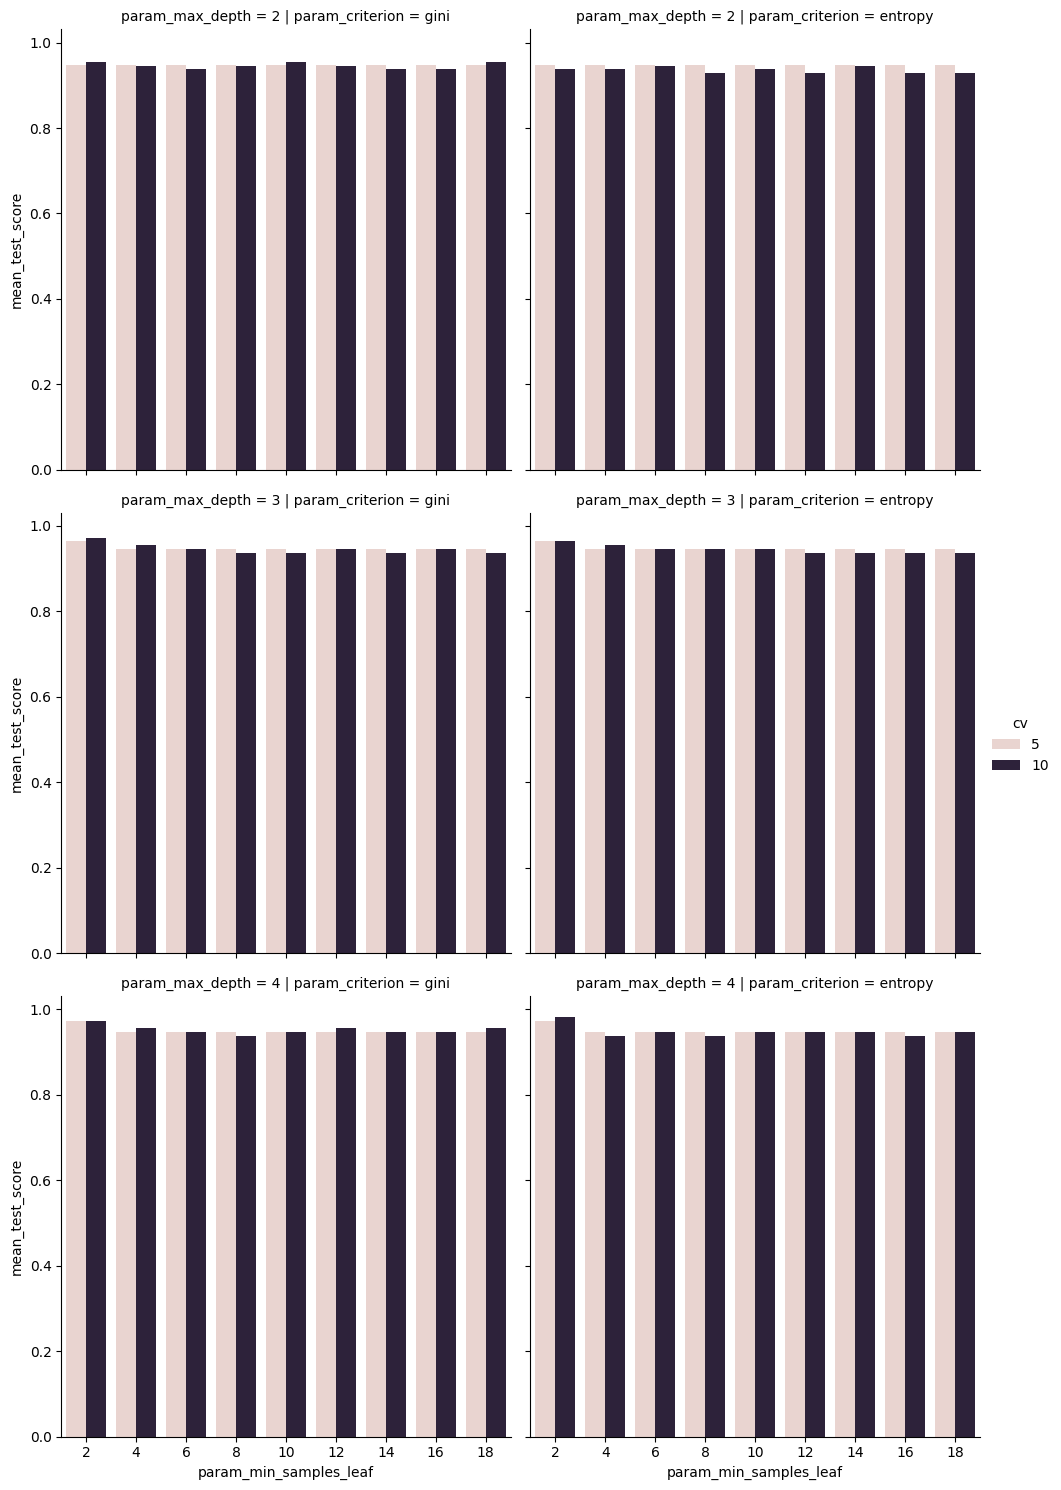 param_max_depth = 2 | param_criterion = gini
param_max_depth = 2 | param_criterion = entropy
1.0
0.8
0.6
0.4
0.2
0.0
mean_test_score
param_max_depth = 3 | param_criterion = gini
param_max_depth = 3 | param_criterion = entropy
1.0
0.8
0.6
0.4
0.2
0.0
mean_test_score
cv
5
10
param_max_depth = 4 | param_criterion = gini
param_max_depth = 4 | param_criterion = entropy
1.0
0.8
0.6
0.4
0.2
0.0
mean_test_score
2 4 6 8 10 12 14 16 18
2 4 6 8 10 12 14 16 18
param_min_samples_leaf
param_min_samples_leaf